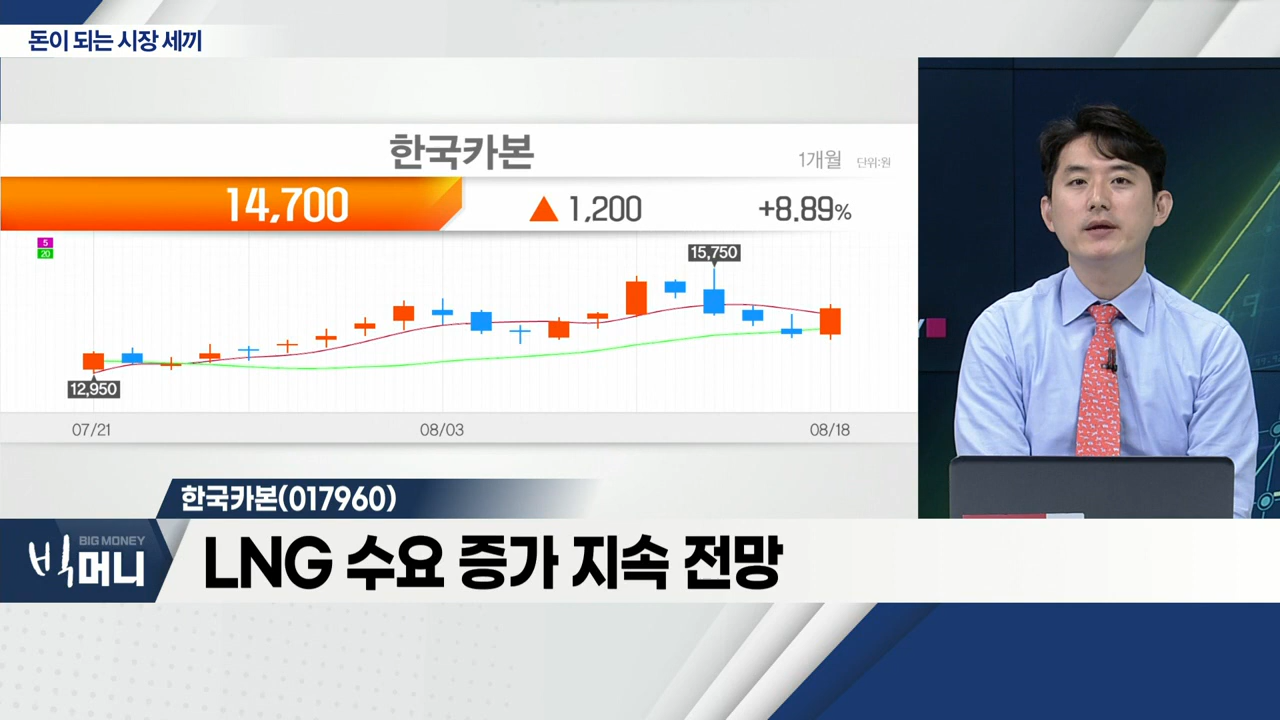 돈이 되는 시장 세끼
한국카본
1개월 단위:원
14,700 ▲ 1,200 +8.89%
5
20
15,750
12,950
07/21 08/03 08/18
한국카본(017960)
BIG MONEY
빅머니
LNG 수요 증가 지속 전망